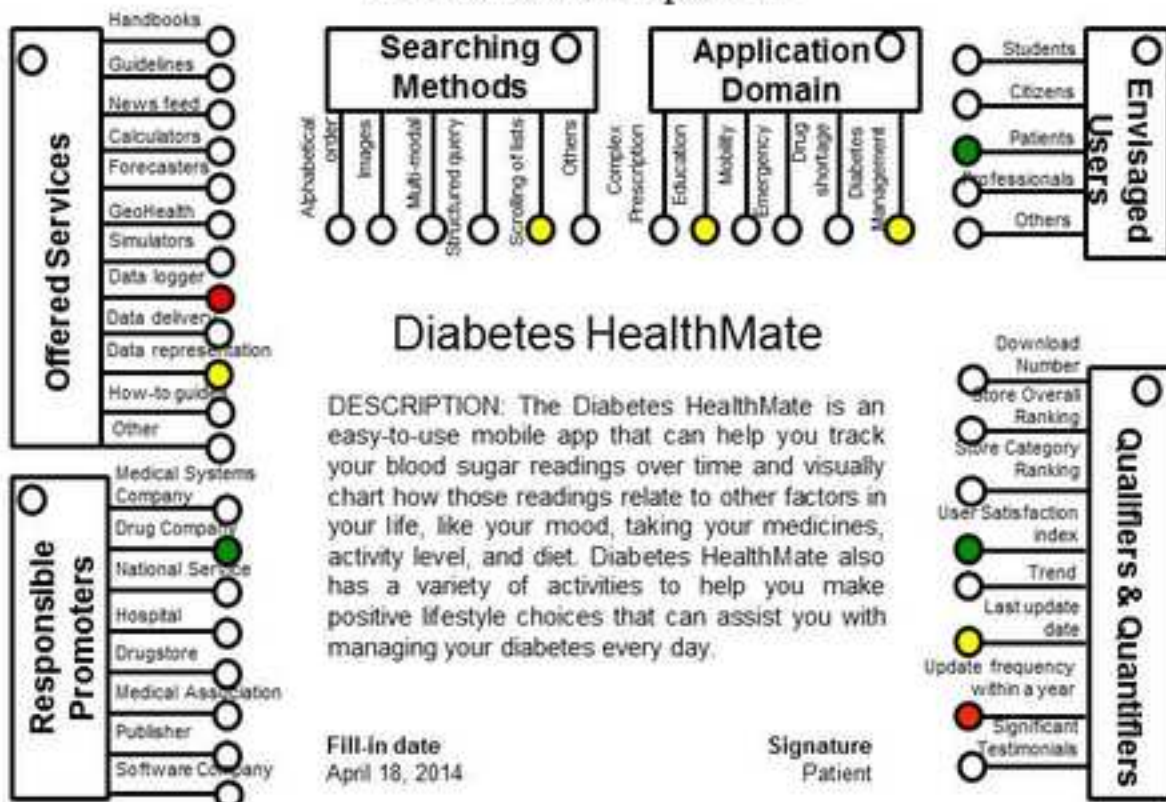 Handbooks
Guidelines
News feed
Calculators
Forecasters
GeoHealth
Simulators
Data logger
Data delivery
Data representation
How-to guides
Other
Offered Services
Searching
Methods
Alphabetical
order
Images
Multi-modal
Structured query
Scrolling of lists
Others
Application
Domain
Complex
Prescription
Education
Mobility
Emergency
Drug
shortage
Diabetes
Management
Students
Citizens
Patients
Professionals
Others
Envisaged
Users
Diabetes HealthMate
DESCRIPTION: The Diabetes HealthMate is an
easy-to-use mobile app that can help you track
your blood sugar readings over time and visually
chart how those readings relate to other factors in
your life, like your mood, taking your medicines,
activity level, and diet. Diabetes HealthMate also
has a variety of activities to help you make
positive lifestyle choices that can assist you with
managing your diabetes every day.
Fill-in date
April 18, 2014
Signature
Patient
Medical Systems
Company
Drug Company
National Service
Hospital
Drugstore
Medical Association
Publisher
Software Company
Responsible
Promoters
Download
Number
Store Overall
Ranking
Store Category
Ranking
User Satisfaction
index
Trend
Last update
date
Update frequency
within a year
Significant
Testimonials
Qualifiers & Quantifiers